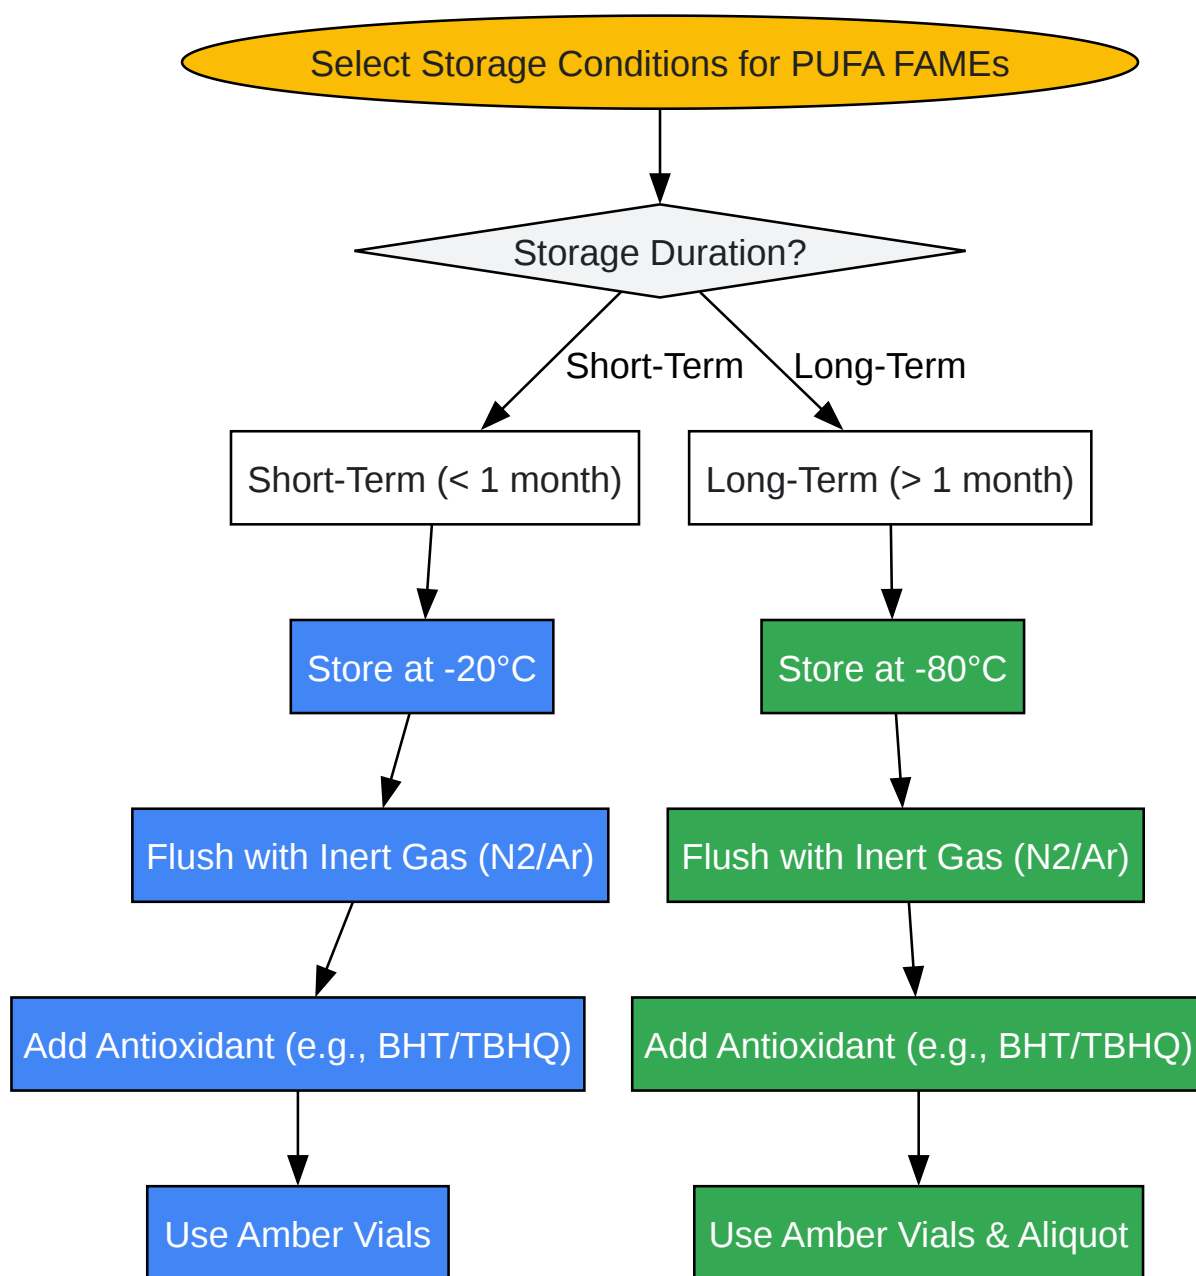 Select Storage Conditions for PUFA FAMEs
Storage Duration?
Short-Term
Long-Term
Short-Term (< 1 month)
Long-Term (> 1 month)
Store at -20°C
Store at -80°C
Flush with Inert Gas (N2/Ar)
Flush with Inert Gas (N2/Ar)
Add Antioxidant (e.g., BHT/TBHQ)
Add Antioxidant (e.g., BHT/TBHQ)
Use Amber Vials
Use Amber Vials & Aliquot